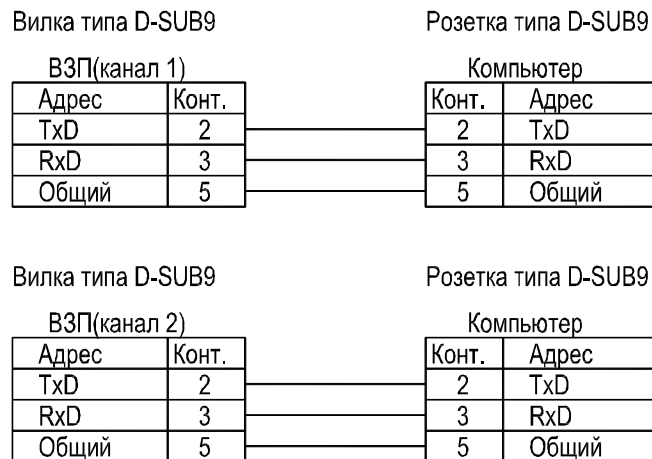 Вилка типа D-SUB9 Розетка типа D-SUB9
ВЗП(канал 1) Компьютер
Адрес Конт. Конт. Адрес
TxD 2 2 TxD
RxD 3 3 RxD
Общий 5 5 Общий
Вилка типа D-SUB9 Розетка типа D-SUB9
ВЗП(канал 2) Компьютер
Адрес Конт. Конт. Адрес
TxD 2 2 TxD
RxD 3 3 RxD
Общий 5 5 Общий